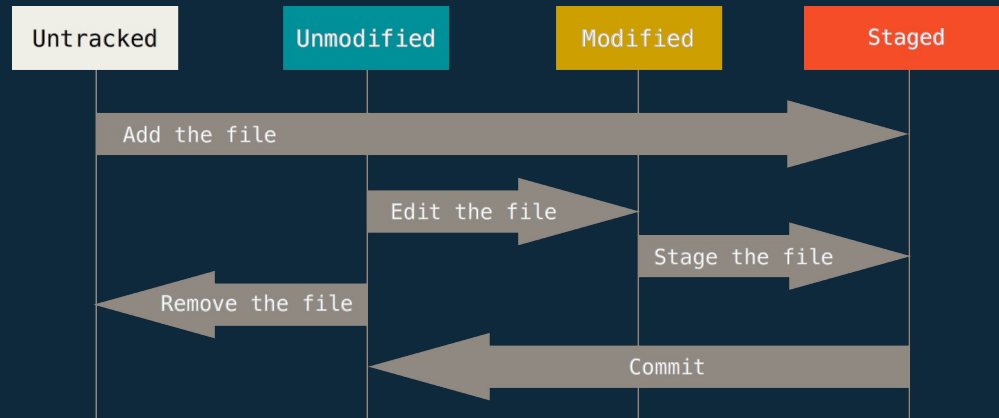 Untracked
Unmodified
Modified
Staged
Add the file
Edit the file
Stage the file
Remove the file
Commit